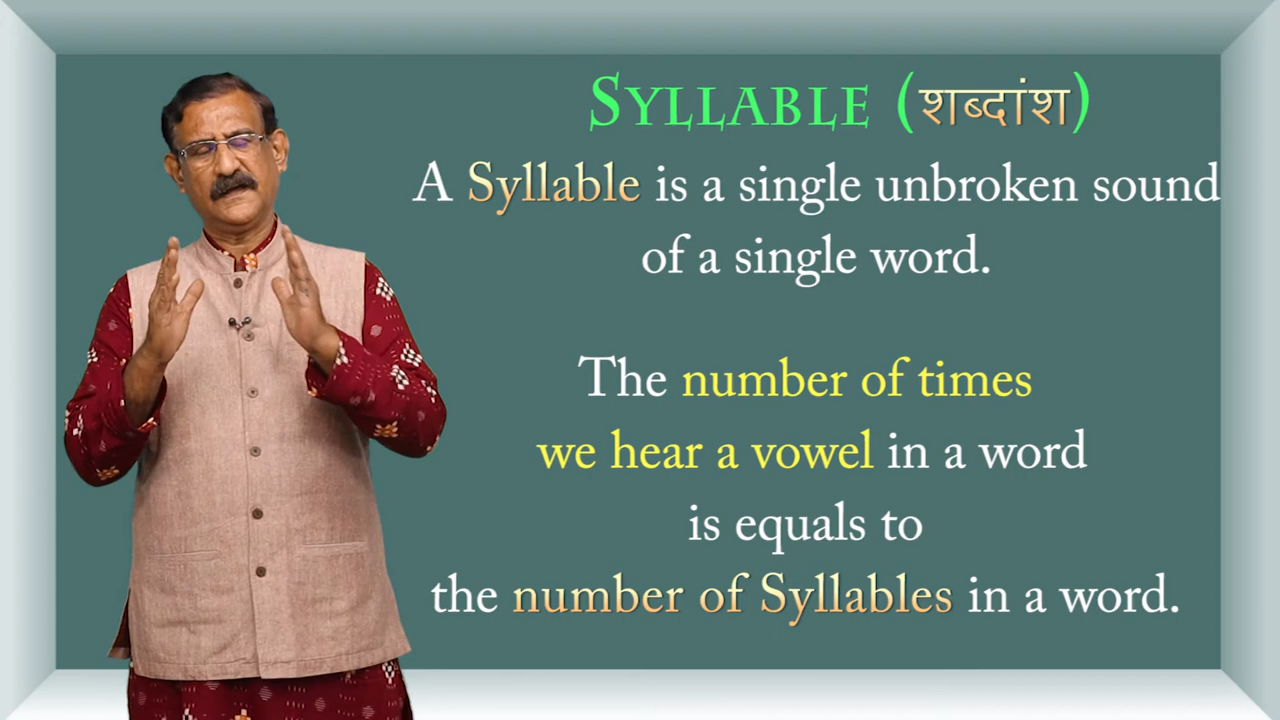 SYLLABLE (शब्दांश)
A Syllable is a single unbroken sound
of a single word.
The number of times
we hear a vowel in a word
is equals to
the number of Syllables in a word.